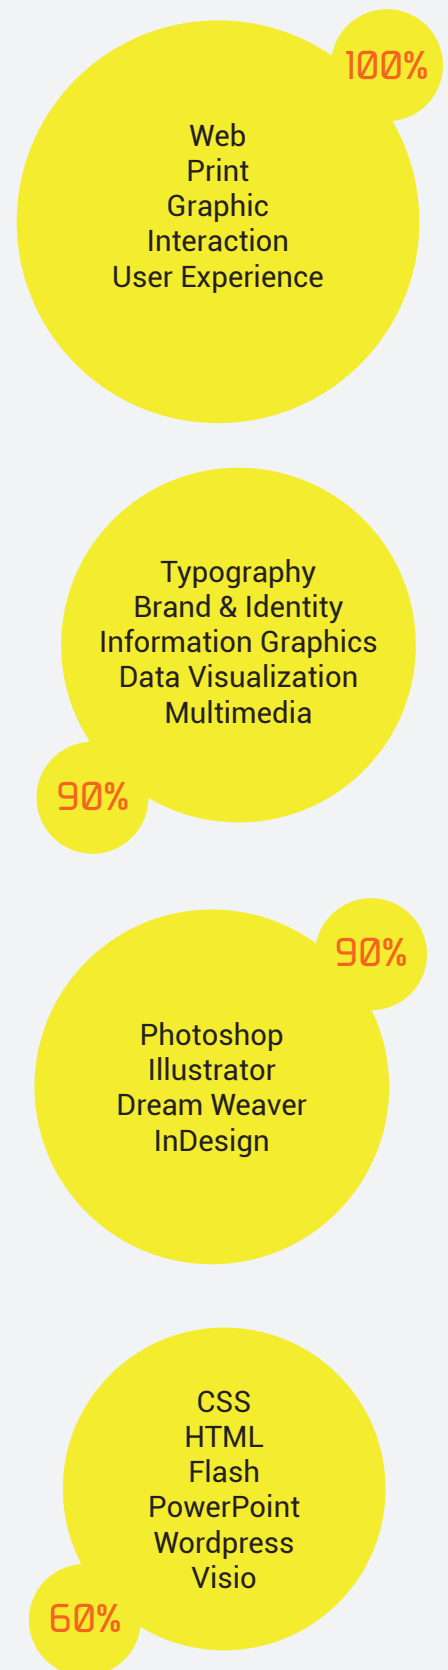 100%
Web
Print
Graphic
Interaction
User Experience
Typography
Brand & Identity
Information Graphics
Data Visualization
Multimedia
90%
90%
Photoshop
Illustrator
Dream Weaver
InDesign
CSS
HTML
Flash
PowerPoint
Wordpress
Visio
60%